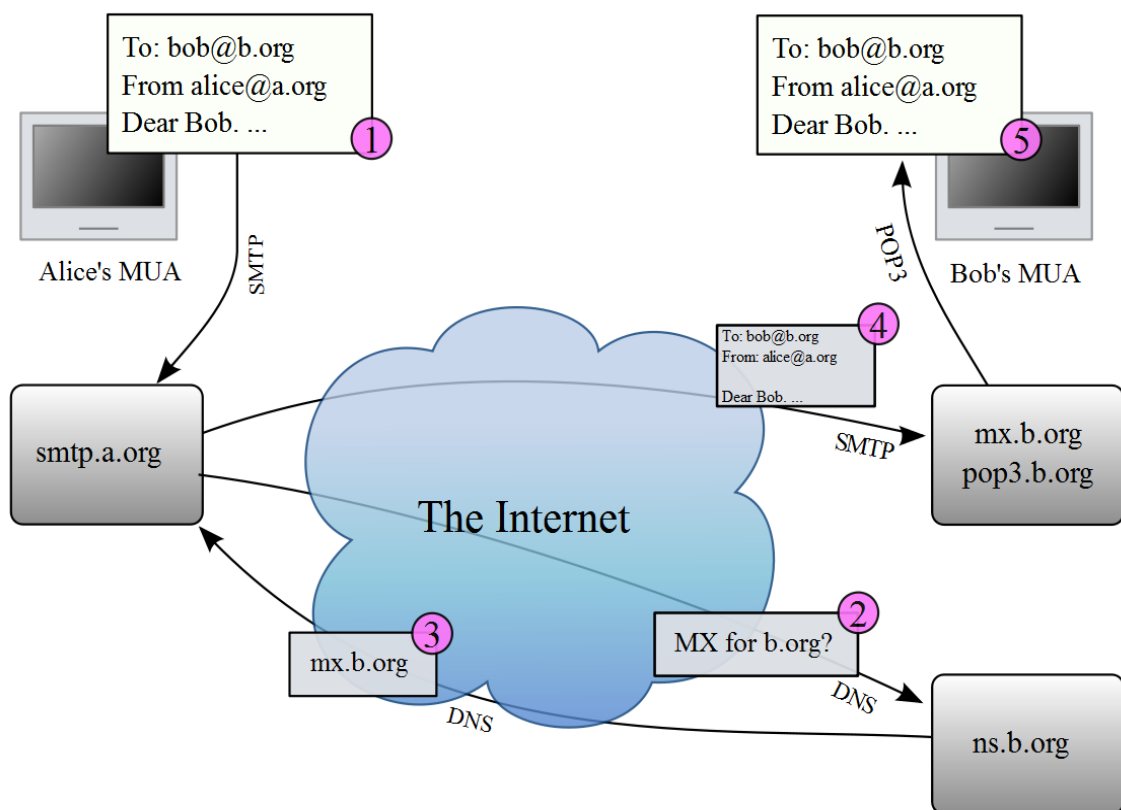 To: bob@b.org
From alice@a.org
Dear Bob. ...
1
Alice's MUA
SMTP
To: bob@b.org
From alice@a.org
Dear Bob. ...
5
Bob's MUA
POP3
To: bob@b.org
From: alice@a.org
Dear Bob. ...
4
SMTP
smtp.a.org
mx.b.org
pop3.b.org
The Internet
MX for b.org?
2
DNS
mx.b.org
3
DNS
ns.b.org